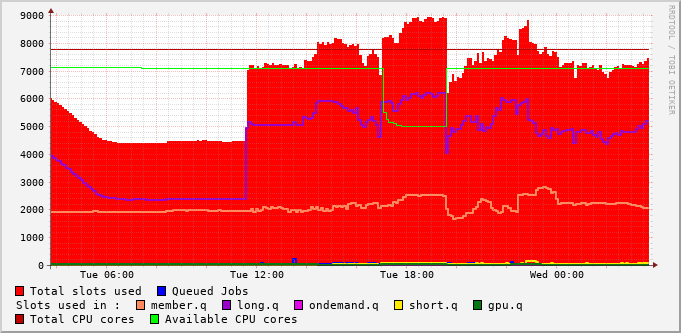 9000
8000
7000
6000
5000
4000
3000
2000
1000
0
Tue 06:00 Tue 12:00 Tue 18:00 Wed 00:00
Total slots used Queued Jobs
Slots used in : member.q long.q ondemand.q short.q gpu.q
Total CPU cores Available CPU cores
RRDTOOL / TOBI OETIKER